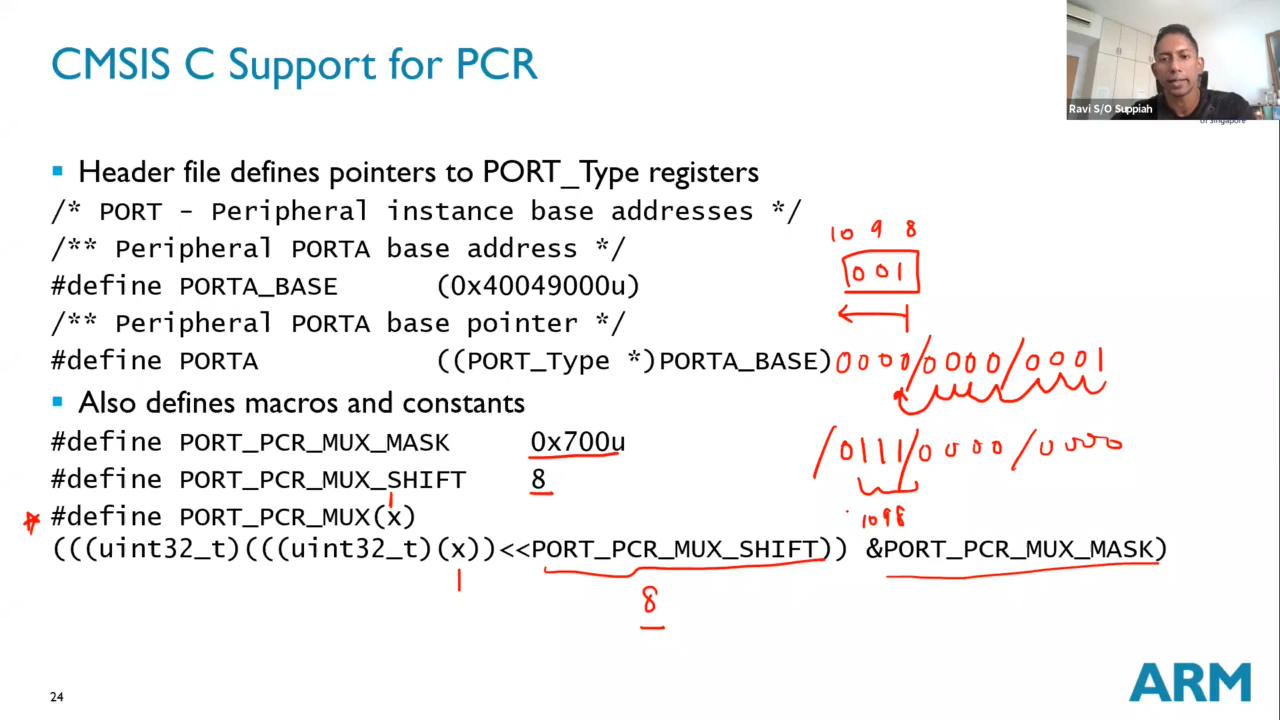 CMSIS C Support for PCR
Ravi S/O Suppiah
of Singapore
Header file defines pointers to PORT_Type registers
/* PORT - Peripheral instance base addresses */
/** Peripheral PORTA base address */
10 9 8
#define PORTA_BASE (0x40049000u)
001
/** Peripheral PORTA base pointer */
#define PORTA ((PORT_Type *)PORTA_BASE)
0000/0000/0001
Also defines macros and constants
#define PORT_PCR_MUX_MASK 0x700u
/0111/0000/0000
#define PORT_PCR_MUX_SHIFT 8
1
#define PORT_PCR_MUX(x)
10 9 8
(((uint32_t)(((uint32_t)(x))<<PORT_PCR_MUX_SHIFT)) &PORT_PCR_MUX_MASK)
1
8
24
ARM